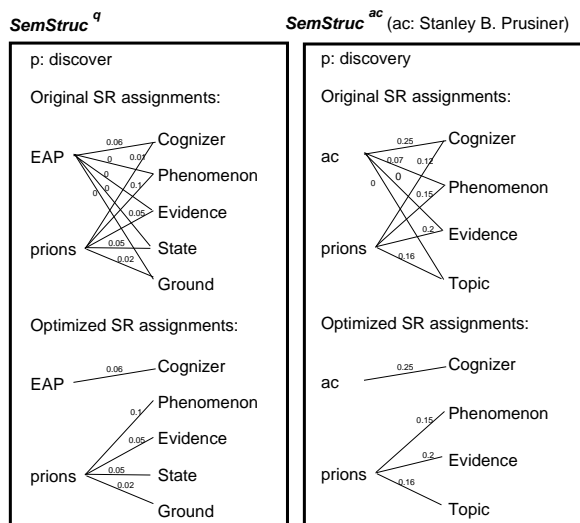 SemStruc q
p: discover
Original SR assignments:
EAP
prions
0.06
0
0.01
0
0.1
0
0
0.05
0
0.05
0.02
Cognizer
Phenomenon
Evidence
State
Ground
Optimized SR assignments:
EAP
prions
0.06
0.1
0.05
0.05
0.02
Cognizer
Phenomenon
Evidence
State
Ground
SemStruc ac (ac: Stanley B. Prusiner)
p: discovery
Original SR assignments:
ac
prions
0.25
0.12
0.07
0
0
0.15
0.2
0.16
Cognizer
Phenomenon
Evidence
Topic
Optimized SR assignments:
ac
prions
0.25
0.15
0.2
0.16
Cognizer
Phenomenon
Evidence
Topic